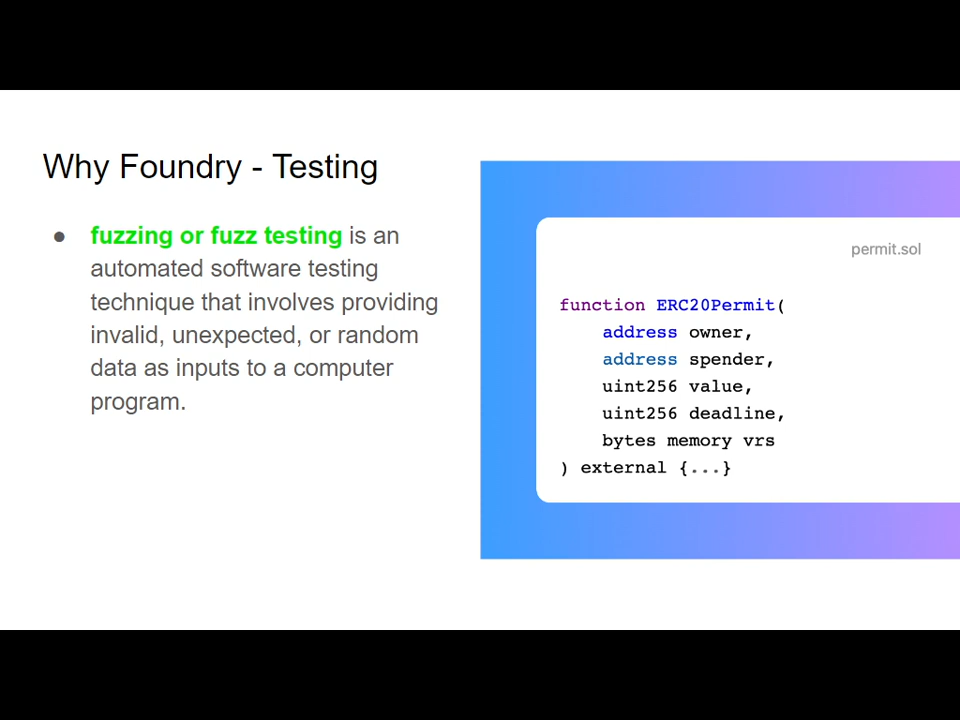 Why Foundry - Testing
● fuzzing or fuzz testing is an
automated software testing
technique that involves providing
invalid, unexpected, or random
data as inputs to a computer
program.
permit.sol
function ERC20Permit(
    address owner,
    address spender,
    uint256 value,
    uint256 deadline,
    bytes memory vrs
) external {...}